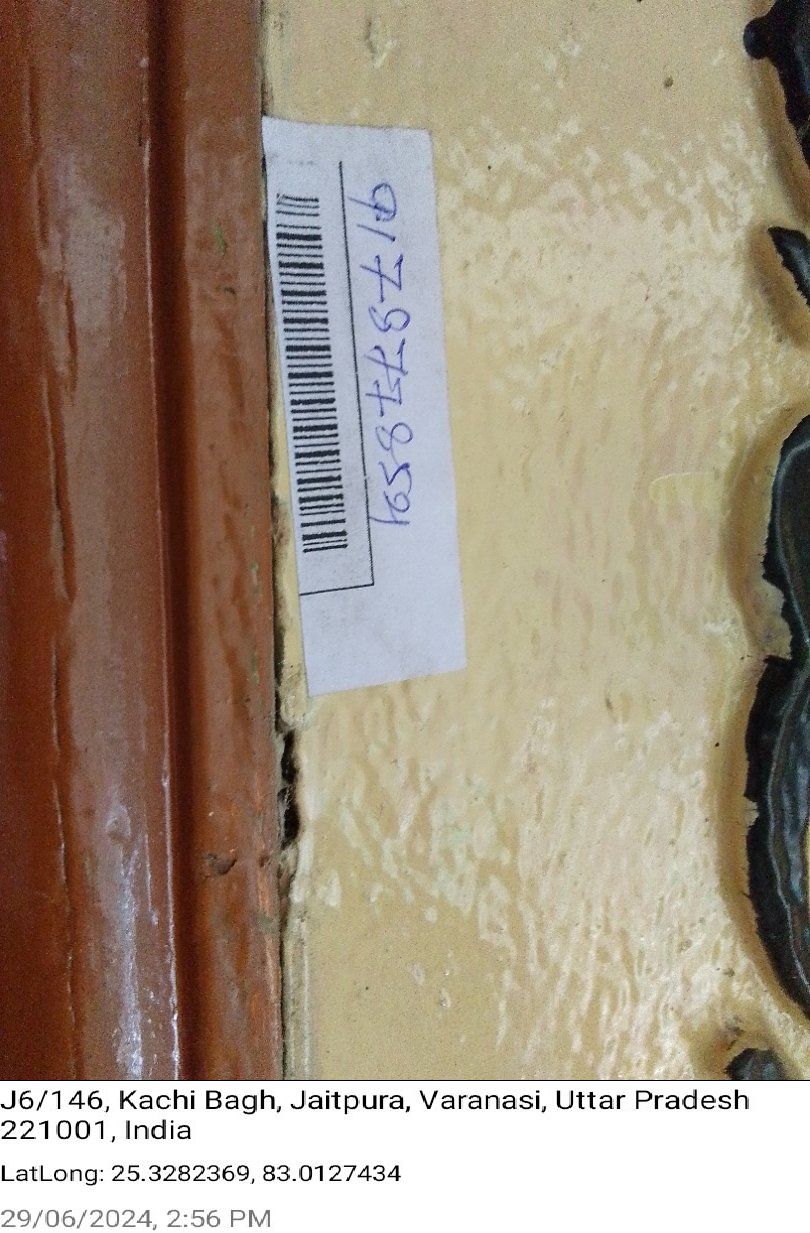 9178778591
J6/146, Kachi Bagh, Jaitpura, Varanasi, Uttar Pradesh
221001, India
LatLong: 25.3282369, 83.0127434
29/06/2024, 2:56 PM